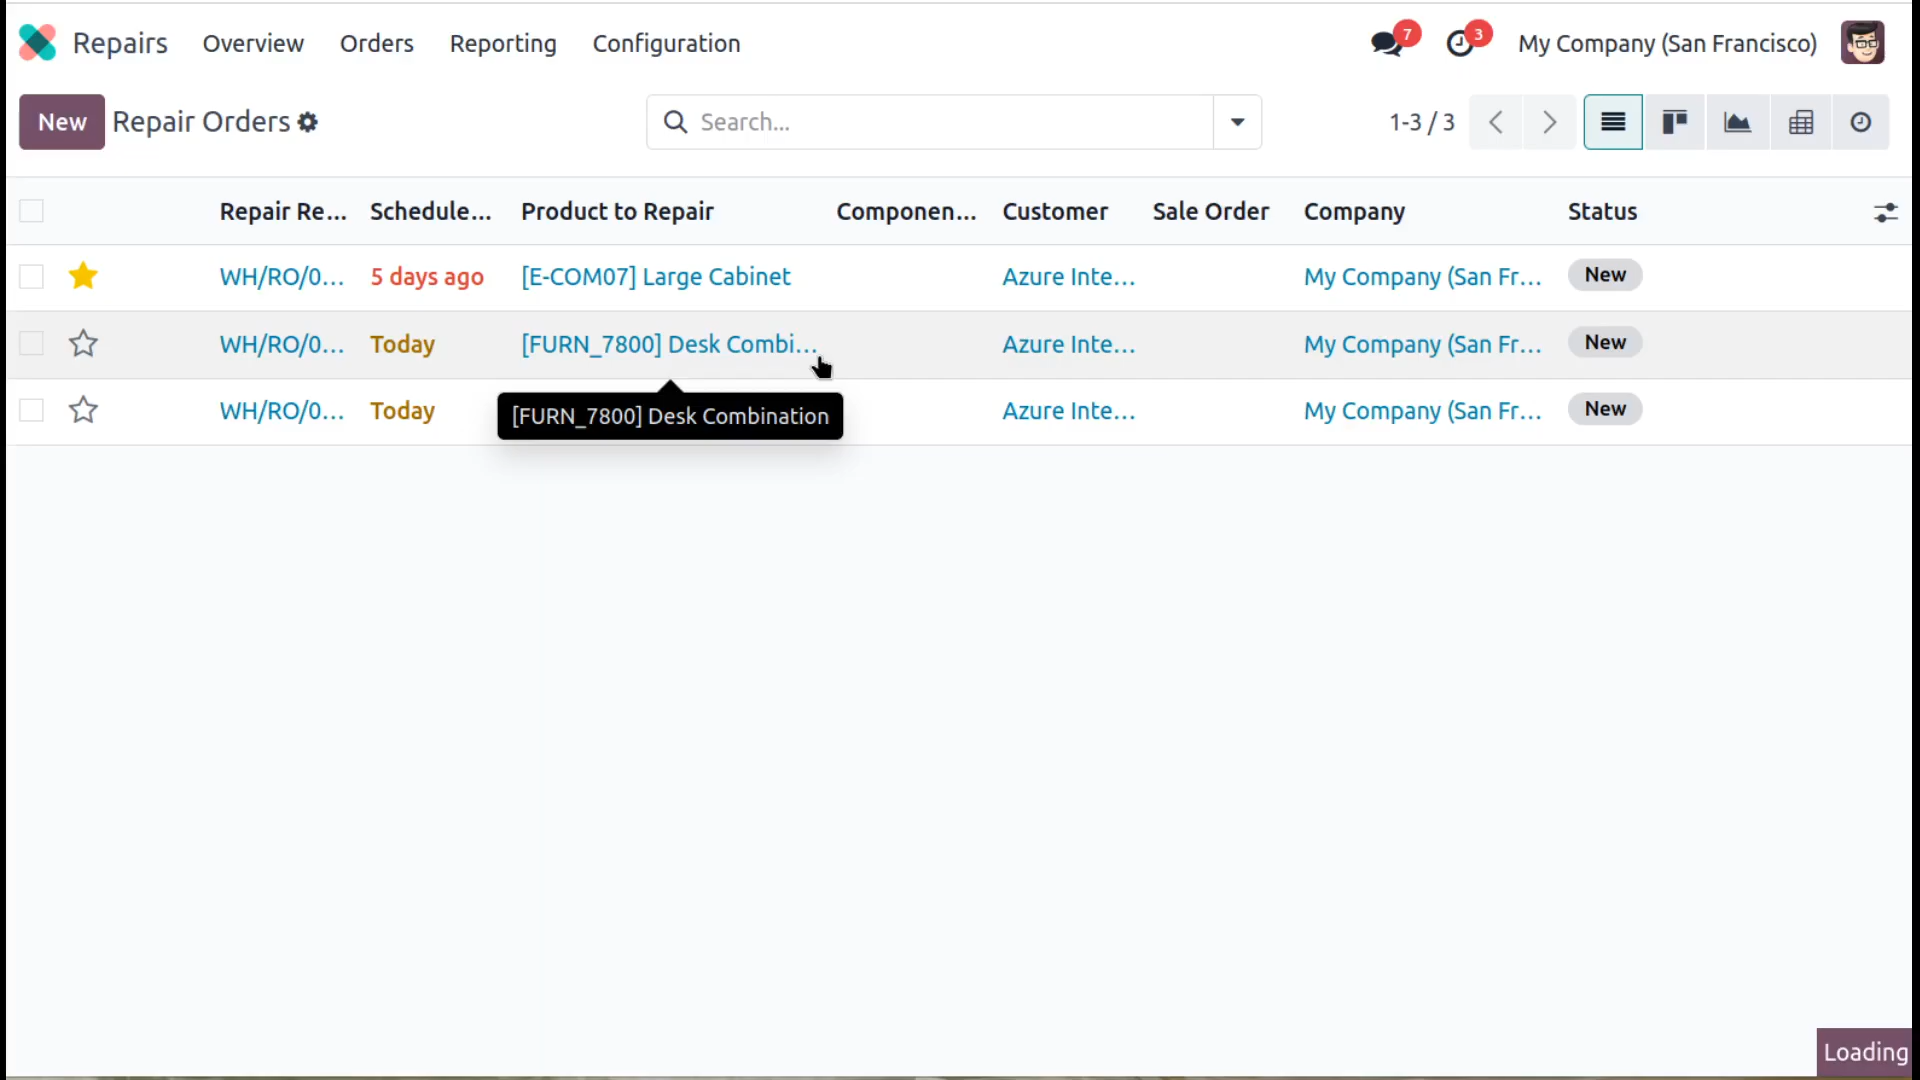 Repairs Overview Orders Reporting Configuration 7 3 My Company (San Francisco)
New Repair Orders Search... 1-3 / 3
Repair Re... Schedule... Product to Repair Componen... Customer Sale Order Company Status
WH/RO/0... 5 days ago [E-COM07] Large Cabinet Azure Inte... My Company (San Fr... New
WH/RO/0... Today [FURN_7800] Desk Combi... Azure Inte... My Company (San Fr... New
WH/RO/0... Today [FURN_7800] Desk Combination Azure Inte... My Company (San Fr... New
Loading